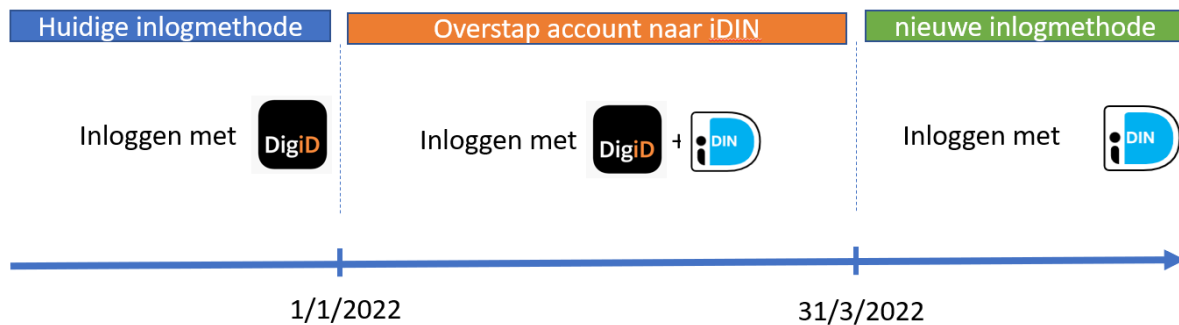 Huidige inlogmethode
Overstap account naar iDIN
nieuwe inlogmethode
Inloggen met DigiD
Inloggen met DigiD + iDIN
Inloggen met iDIN
1/1/2022
31/3/2022